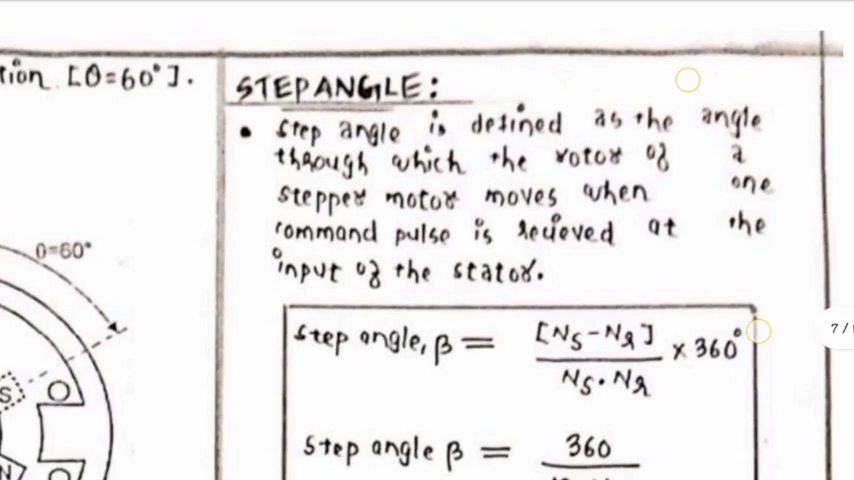 tion [θ=60°].
STEP ANGLE:
• Step angle is defined as the angle
through which the rotor of a
stepper motor moves when one
command pulse is recieved at the
input of the stator.
θ=60°
Step angle, β = [NS-NR] / NS·NR × 360°
Step angle β = 360
S
N
7 /